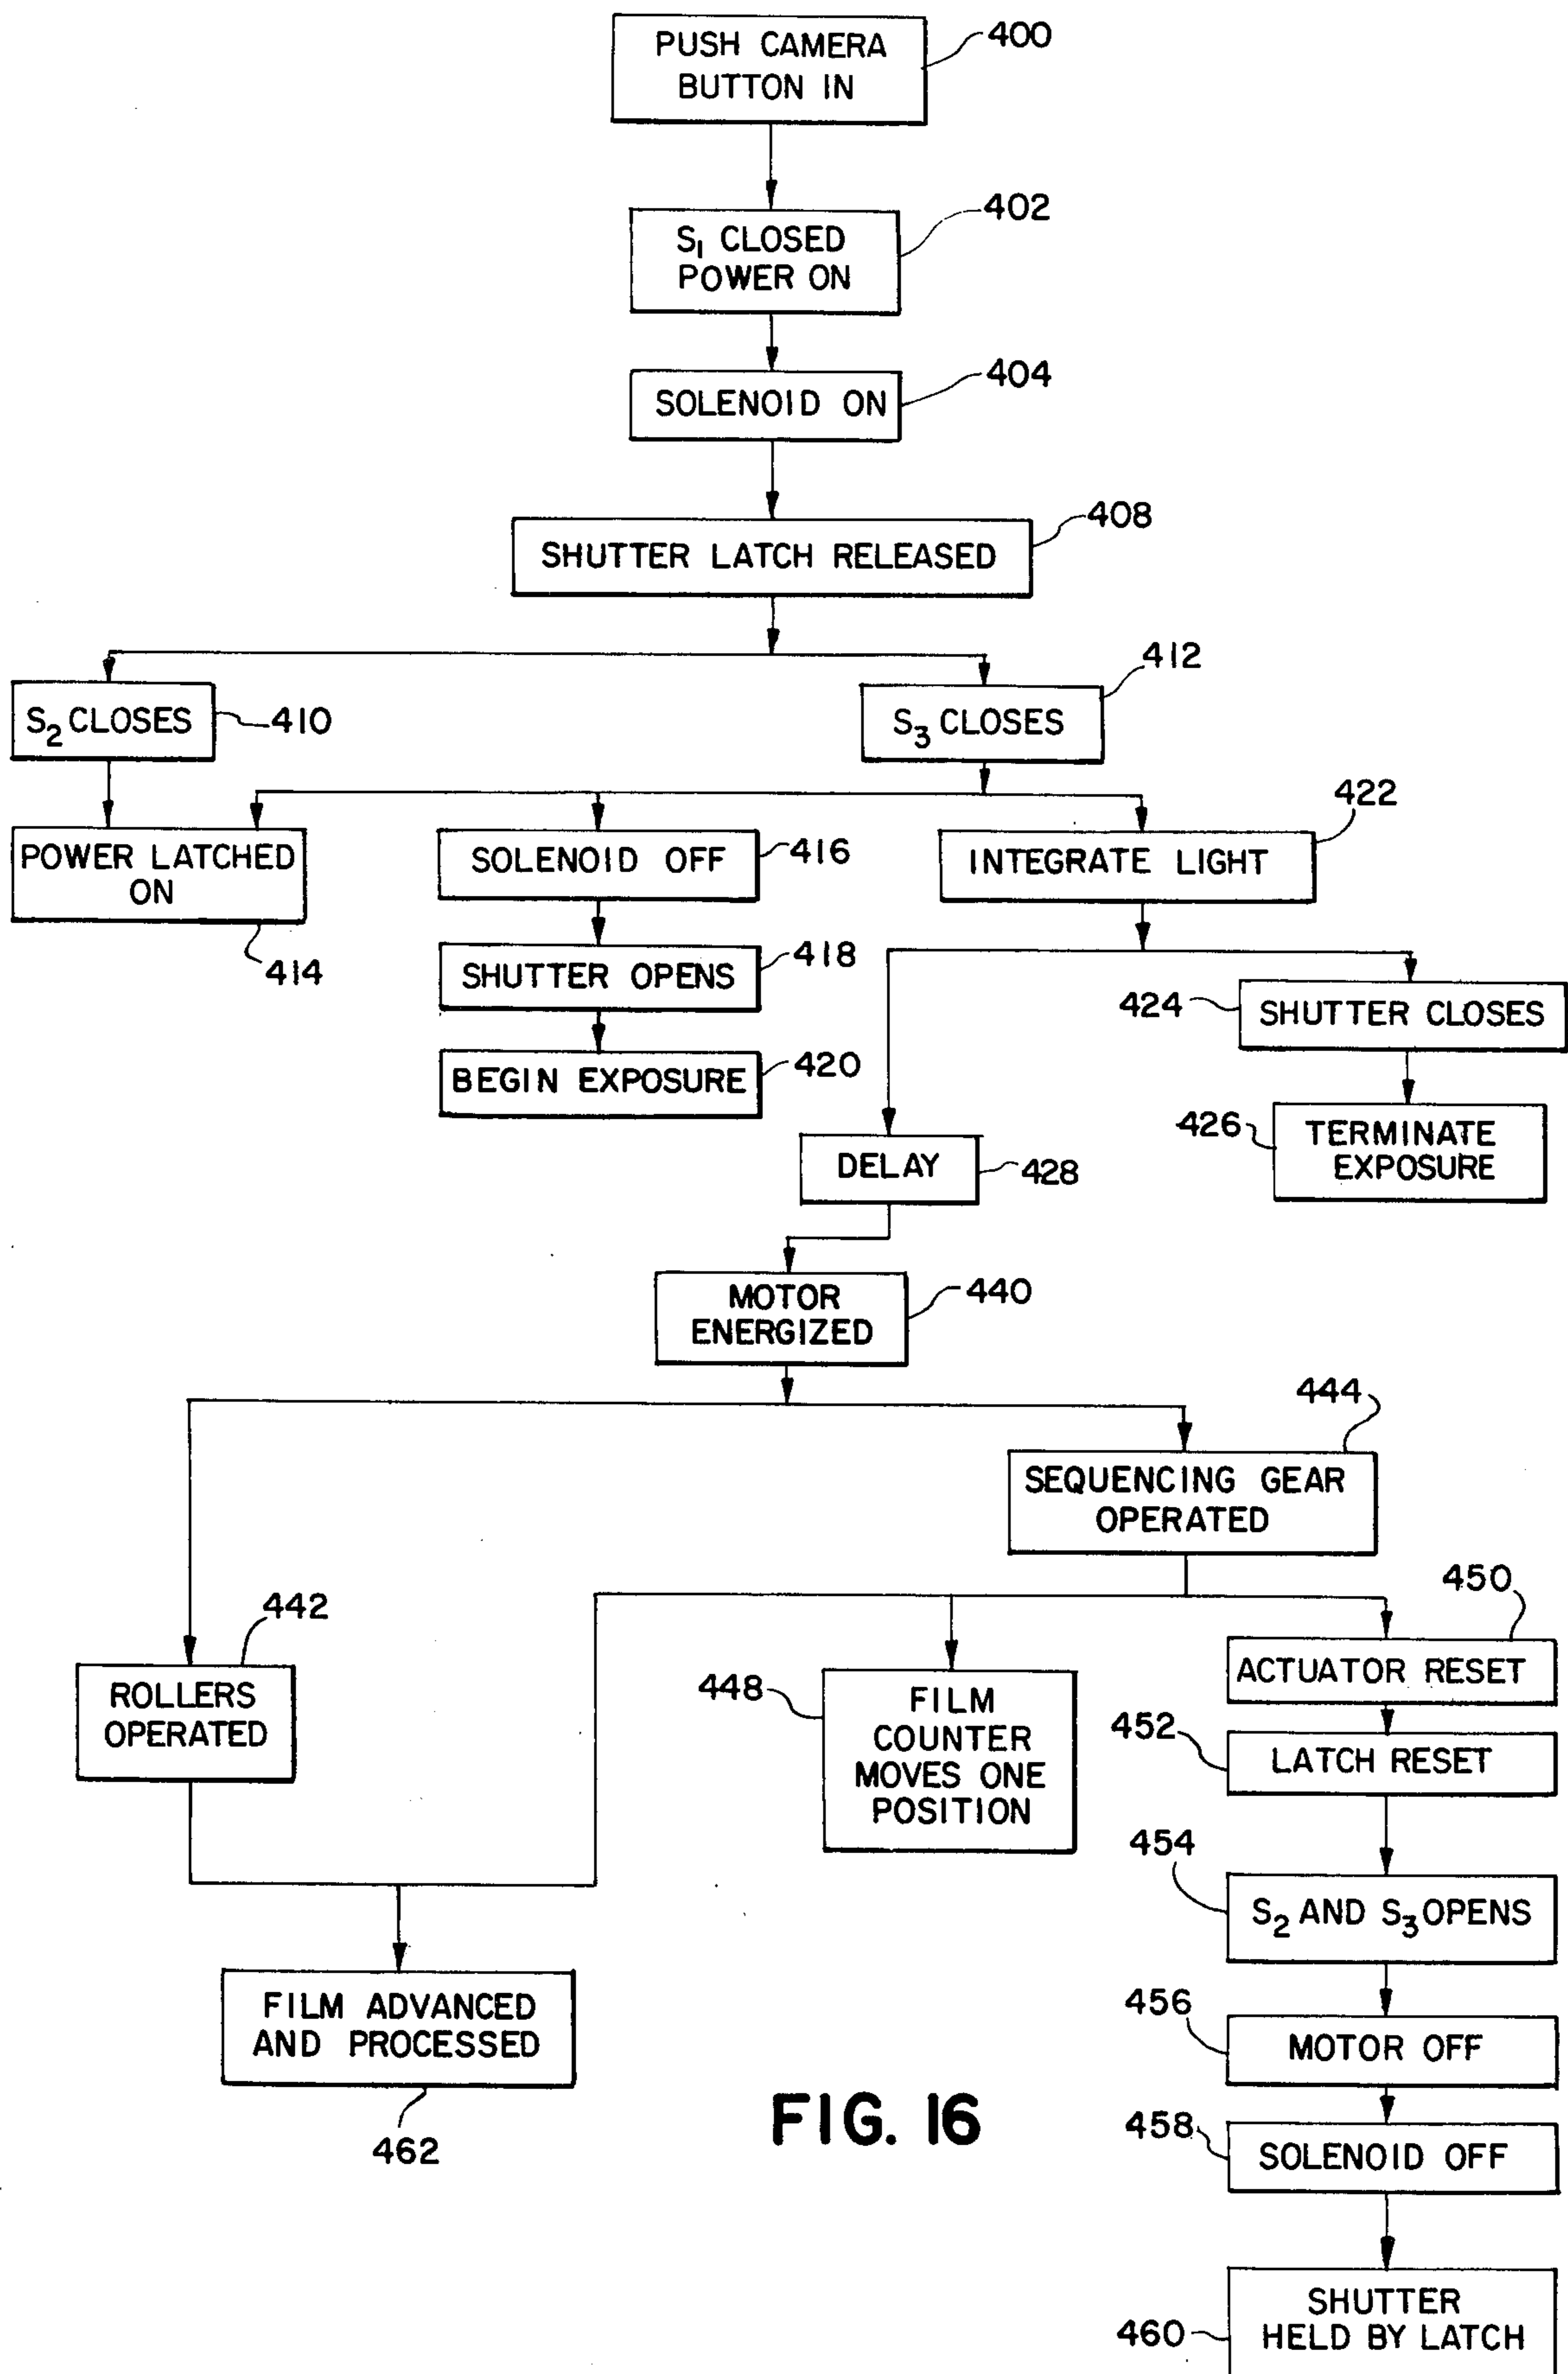 PUSH CAMERA
BUTTON IN
400
S1 CLOSED
POWER ON
402
SOLENOID ON
404
SHUTTER LATCH RELEASED
408
S2 CLOSES
410
S3 CLOSES
412
POWER LATCHED
ON
414
SOLENOID OFF
416
INTEGRATE LIGHT
422
SHUTTER OPENS
418
424
SHUTTER CLOSES
BEGIN EXPOSURE
420
426
TERMINATE
EXPOSURE
DELAY
428
MOTOR
ENERGIZED
440
444
SEQUENCING GEAR
OPERATED
442
ROLLERS
OPERATED
448
FILM
COUNTER
MOVES ONE
POSITION
450
ACTUATOR RESET
452
LATCH RESET
454
S2 AND S3 OPENS
456
MOTOR OFF
458
SOLENOID OFF
460
SHUTTER
HELD BY LATCH
FILM ADVANCED
AND PROCESSED
462
FIG. 16